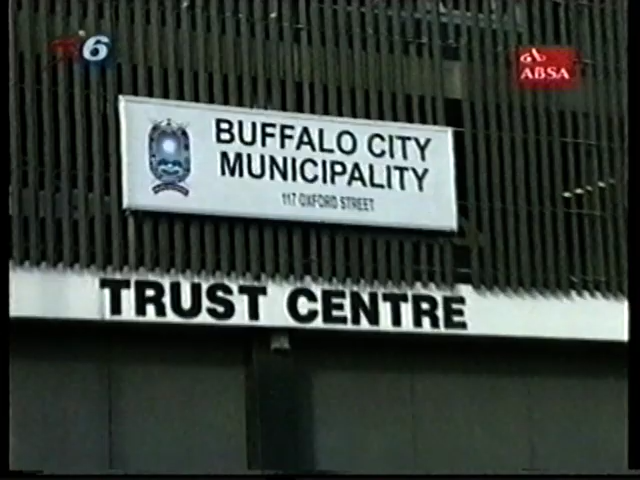 6
ABSA
BUFFALO CITY
MUNICIPALITY
117 OXFORD STREET
TRUST CENTRE